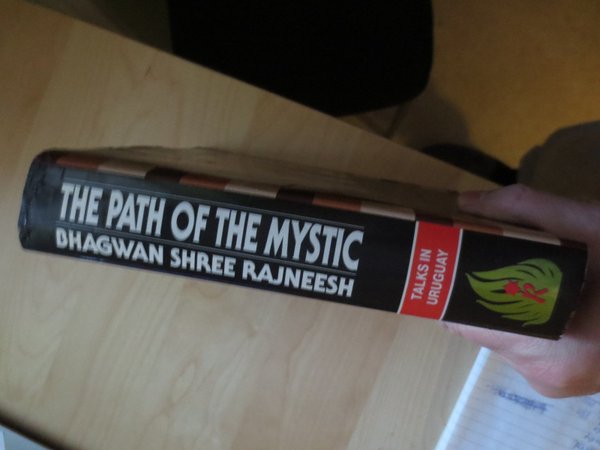 THE PATH OF THE MYSTIC
BHAGWAN SHREE RAJNEESH
TALKS IN
URUGUAY
R